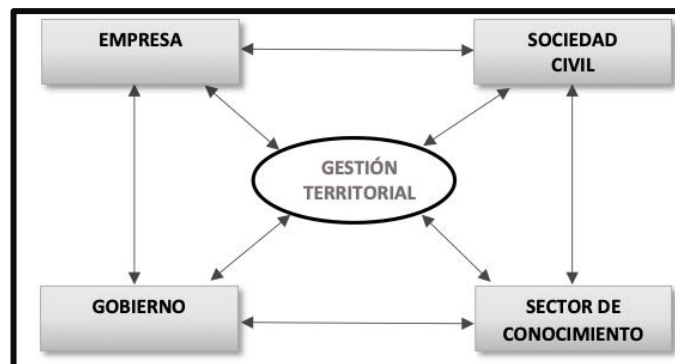 EMPRESA
SOCIEDAD
CIVIL
GESTIÓN
TERRITORIAL
GOBIERNO
SECTOR DE
CONOCIMIENTO